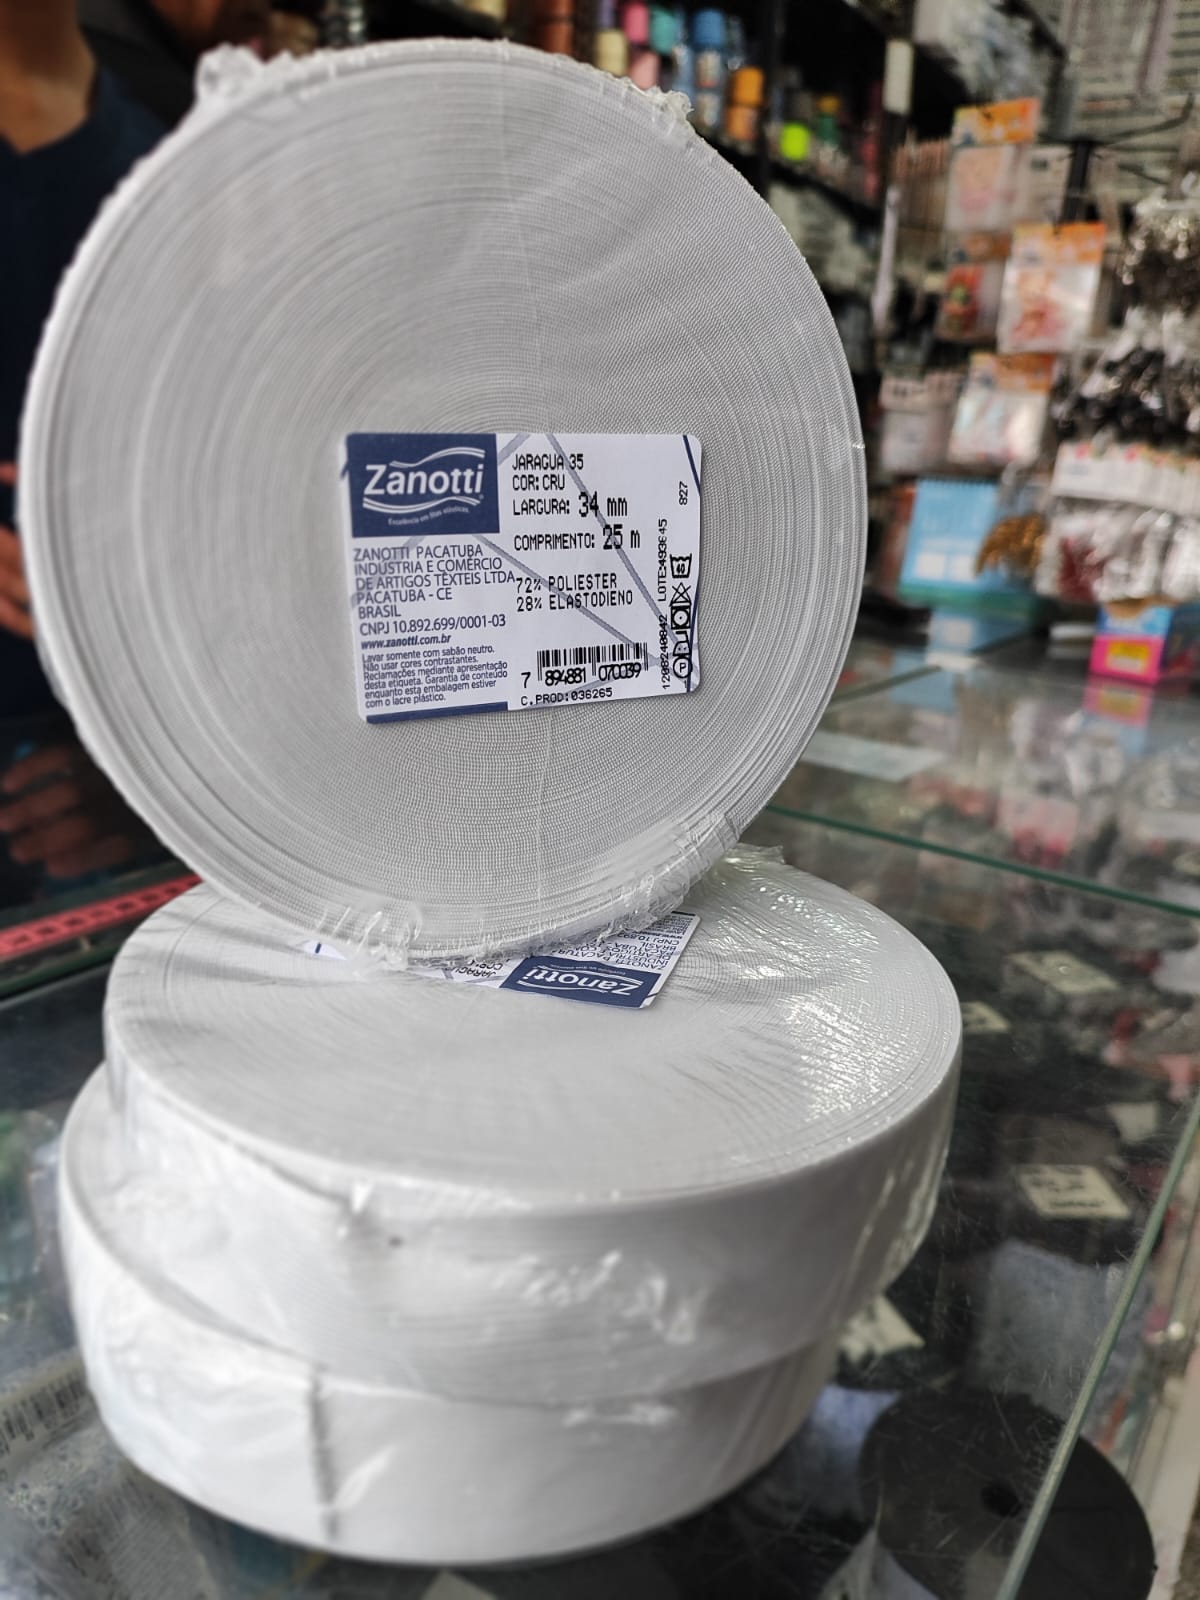 Zanotti
Excelência em fitas elásticas.
ZANOTTI PACATUBA
INDÚSTRIA E COMÉRCIO
DE ARTIGOS TÊXTEIS LTDA
PACATUBA - CE
BRASIL
CNPJ 10.892.699/0001-03
www.zanotti.com.br
Lavar somente com sabão neutro.
Não usar cores contrastantes.
Reclamações mediante apresentação
desta etiqueta. Garantia de conteúdo
enquanto esta embalagem estiver
com o lacre plástico.
JARAGUA 35
COR: CRU
LARGURA: 34 mm
COMPRIMENTO: 25 m
72% POLIESTER
28% ELASTODIENO
7 894881 070039
C.PROD:036265
827
Zanotti
JARAGUA